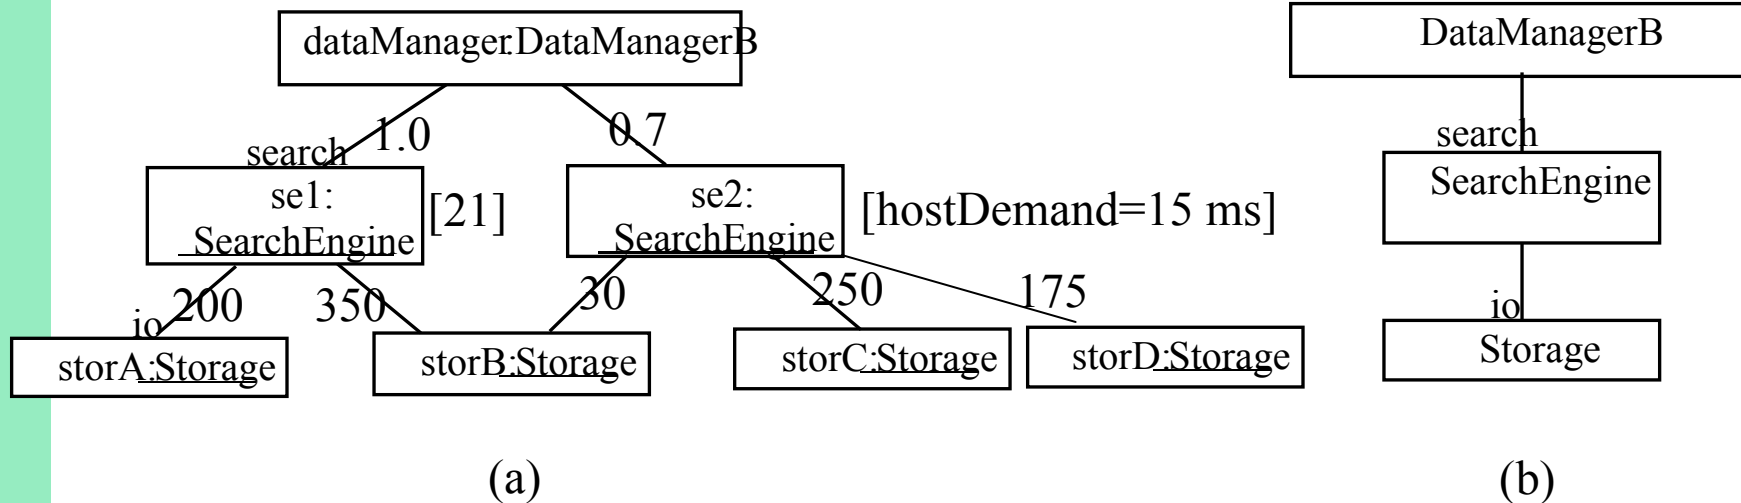 dataManager:DataManagerB
DataManagerB
1.0
0.7
search
search
se1:
SearchEngine
[21]
se2:
SearchEngine
[hostDemand=15 ms]
SearchEngine
200
350
30
250
175
io
io
storA:Storage
storB:Storage
storC:Storage
storD:Storage
Storage
(a)
(b)